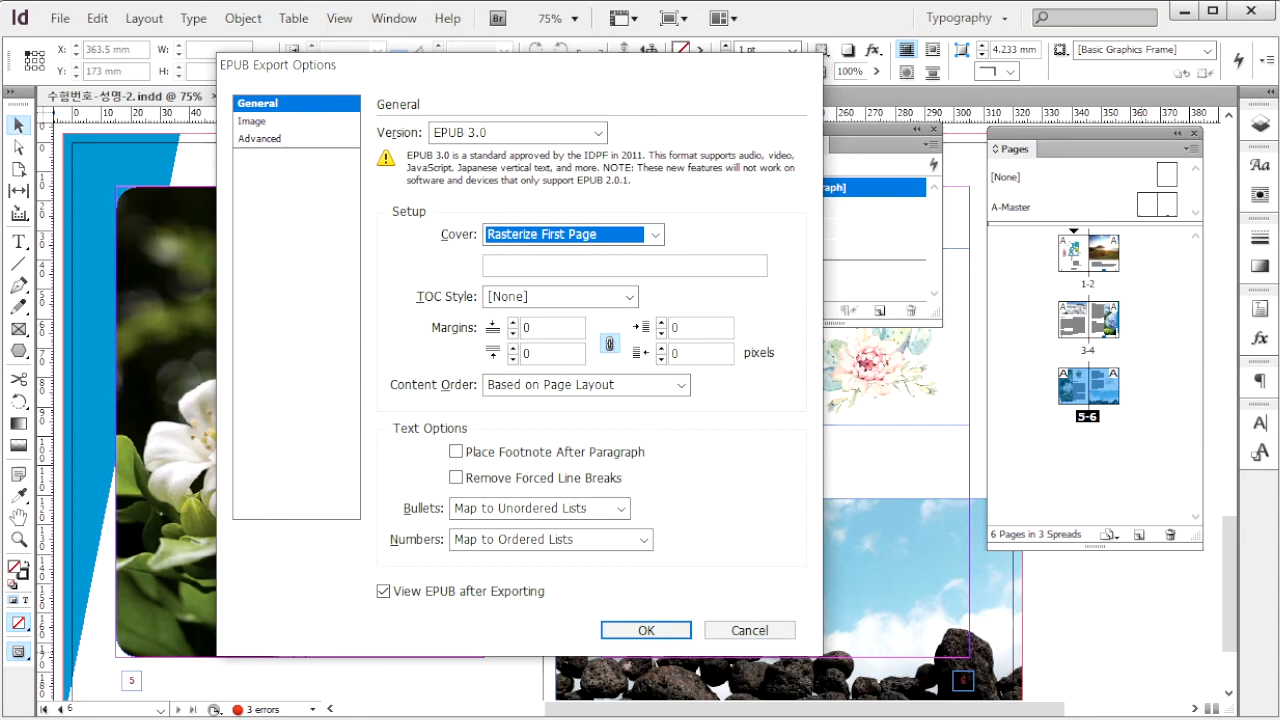 Id File Edit Layout Type Object Table View Window Help Br 75% Typography
X: 363.5 mm W: 1 pt 4.233 mm [Basic Graphics Frame]
Y: 173 mm H: 100% fx.
EPUB Export Options
수험번호-성명-2.indd @ 75%
0 10 20 30 40 260 270 280 290 300 310 320 330 340 350 360 370 380
General
Image
Advanced
General
Version: EPUB 3.0
EPUB 3.0 is a standard approved by the IDPF in 2011. This format supports audio, video,
JavaScript, Japanese vertical text, and more. NOTE: These new features will not work on
software and devices that only support EPUB 2.0.1.
Setup
Cover: Rasterize First Page
TOC Style: [None]
Margins: 0 0
0 0 pixels
Content Order: Based on Page Layout
Text Options
Place Footnote After Paragraph
Remove Forced Line Breaks
Bullets: Map to Unordered Lists
Numbers: Map to Ordered Lists
View EPUB after Exporting
OK Cancel
raph]
Pages
[None]
A-Master
1-2
3-4
A A
5-6
6 Pages in 3 Spreads
5 6
6 3 errors